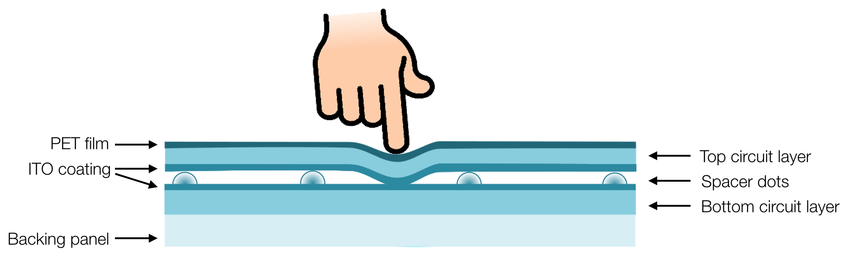 PET film
ITO coating
Backing panel
Top circuit layer
Spacer dots
Bottom circuit layer